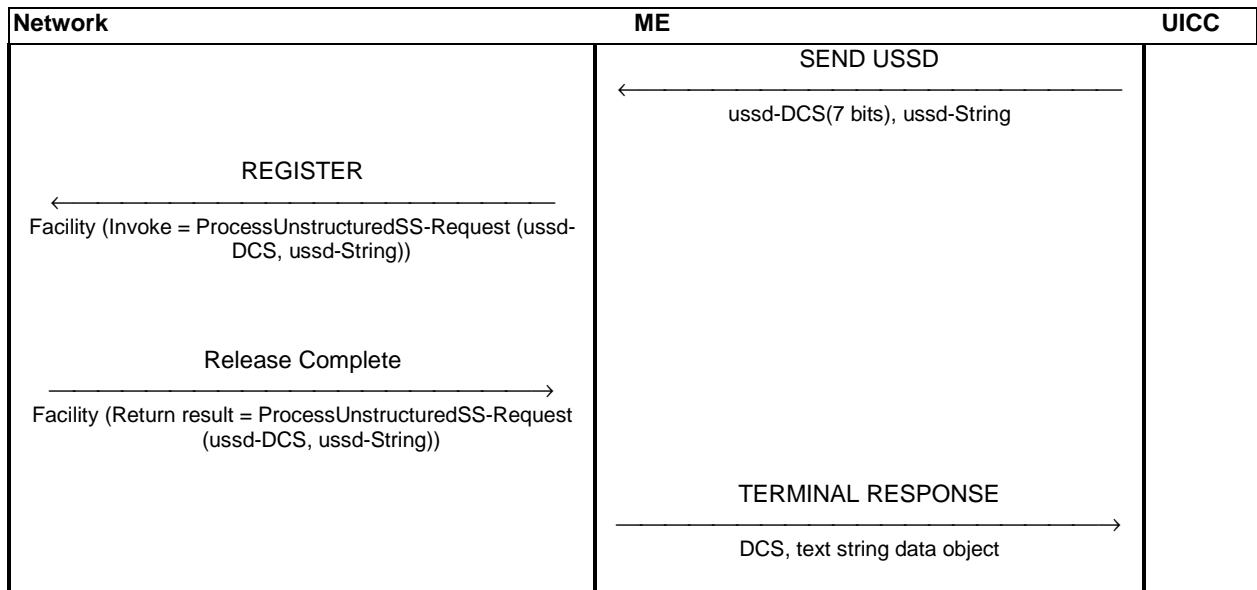 Network ME UICC
SEND USSD
ussd-DCS(7 bits), ussd-String
REGISTER
Facility (Invoke = ProcessUnstructuredSS-Request (ussd-
DCS, ussd-String))
Release Complete
Facility (Return result = ProcessUnstructuredSS-Request
(ussd-DCS, ussd-String))
TERMINAL RESPONSE
DCS, text string data object